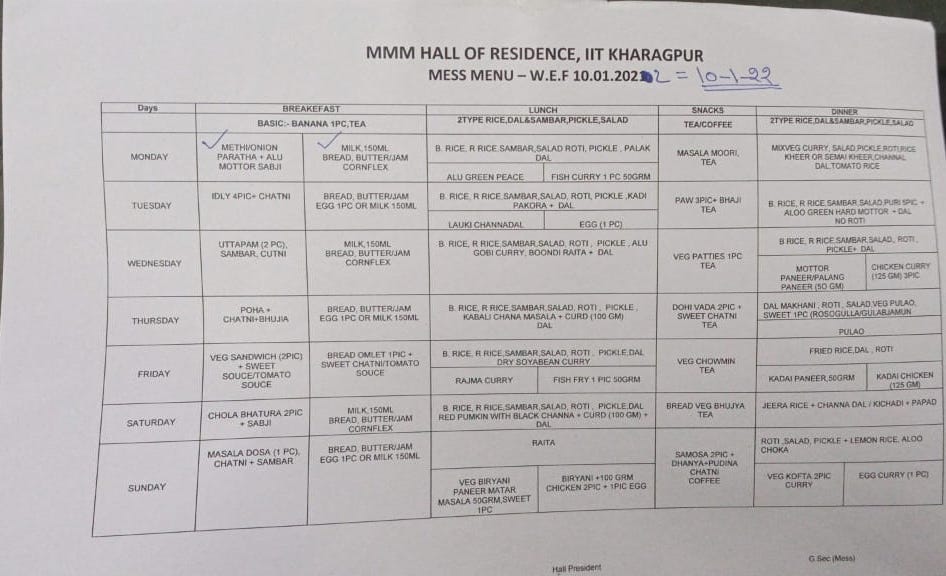 MMM HALL OF RESIDENCE, IIT KHARAGPUR
MESS MENU – W.E.F 10.01.2022 = 10-1-22
Days BREAKEFAST LUNCH SNACKS DINNER
BASIC:- BANANA 1PC,TEA
2TYPE RICE,DAL&SAMBAR,PICKLE,SALAD
TEA/COFFEE
2TYPE RICE,DAL&SAMBAR,PICKLE,SALAD
MONDAY
METHI/ONION
PARATHA + ALU
MOTTOR SABJI
MILK,150ML
BREAD, BUTTER/JAM
CORNFLEX
B. RICE, R RICE,SAMBAR,SALAD ROTI, PICKLE , PALAK
DAL
ALU GREEN PEACE
FISH CURRY 1 PC 50GRM
MASALA MOORI,
TEA
MIXVEG CURRY, SALAD,PICKLE,ROTI,RICE
KHEER OR SEMAI KHEER,CHANNAL
DAL,TOMATO RICE
TUESDAY
IDLY 4PIC+ CHATNI
BREAD, BUTTER/JAM
EGG 1PC OR MILK 150ML
B. RICE, R RICE,SAMBAR,SALAD, ROTI, PICKLE ,KADI
PAKORA + DAL
LAUKI CHANNADAL
EGG (1 PC)
PAW 3PIC+ BHAJI
TEA
B. RICE, R RICE,SAMBAR,SALAD,PURI 5PIC +
ALOO GREEN HARD MOTTOR + DAL
NO ROTI
WEDNESDAY
UTTAPAM (2 PC),
SAMBAR, CUTNI
MILK,150ML
BREAD, BUTTER/JAM
CORNFLEX
B. RICE, R RICE,SAMBAR,SALAD, ROTI , PICKLE , ALU
GOBI CURRY, BOONDI RAITA + DAL
VEG PATTIES 1PC
TEA
B RICE, R RICE,SAMBAR,SALAD, ROTI ,
PICKLE+ DAL
MOTTOR
PANEER/PALANG
PANEER (50 GM)
CHICKEN CURRY
(125 GM) 3PIC
THURSDAY
POHA +
CHATNI+BHUJIA
BREAD, BUTTER/JAM
EGG 1PC OR MILK 150ML
B. RICE, R RICE,SAMBAR,SALAD, ROTI , PICKLE ,
KABALI CHANA MASALA + CURD (100 GM)
DAL
DOHI VADA 2PIC +
SWEET CHATNI
TEA
DAL MAKHANI , ROTI , SALAD,VEG PULAO,
SWEET 1PC (ROSOGULLA/GULABJAMUN
PULAO
FRIDAY
VEG SANDWICH (2PIC)
+ SWEET
SOUCE/TOMATO
SOUCE
BREAD OMLET 1PIC +
SWEET CHATNI/TOMATO
SOUCE
B. RICE, R RICE,SAMBAR,SALAD, ROTI , PICKLE,DAL
DRY SOYABEAN CURRY
RAJMA CURRY
FISH FRY 1 PIC 50GRM
VEG CHOWMIN
TEA
FRIED RICE,DAL , ROTI
KADAI PANEER,50GRM
KADAI CHICKEN
(125 GM)
SATURDAY
CHOLA BHATURA 2PIC
+ SABJI
MILK,150ML
BREAD, BUTTER/JAM
CORNFLEX
B. RICE, R RICE,SAMBAR,SALAD, ROTI , PICKLE,DAL
RED PUMKIN WITH BLACK CHANNA + CURD (100 GM) +
DAL
BREAD VEG BHUJYA
TEA
JEERA RICE + CHANNA DAL / KICHADI + PAPAD
SUNDAY
MASALA DOSA (1 PC),
CHATNI + SAMBAR
BREAD, BUTTER/JAM
EGG 1PC OR MILK 150ML
RAITA
VEG BIRYANI
PANEER MATAR
MASALA 50GRM,SWEET
1PC
BIRYANI +100 GRM
CHICKEN 2PIC + 1PIC EGG
SAMOSA 2PIC +
DHANYA+PUDINA
CHATNI
COFFEE
ROTI ,SALAD, PICKLE + LEMON RICE, ALOO
CHOKA
VEG KOFTA 2PIC
CURRY
EGG CURRY (1 PC)
Hall President
G.Sec (Mess)